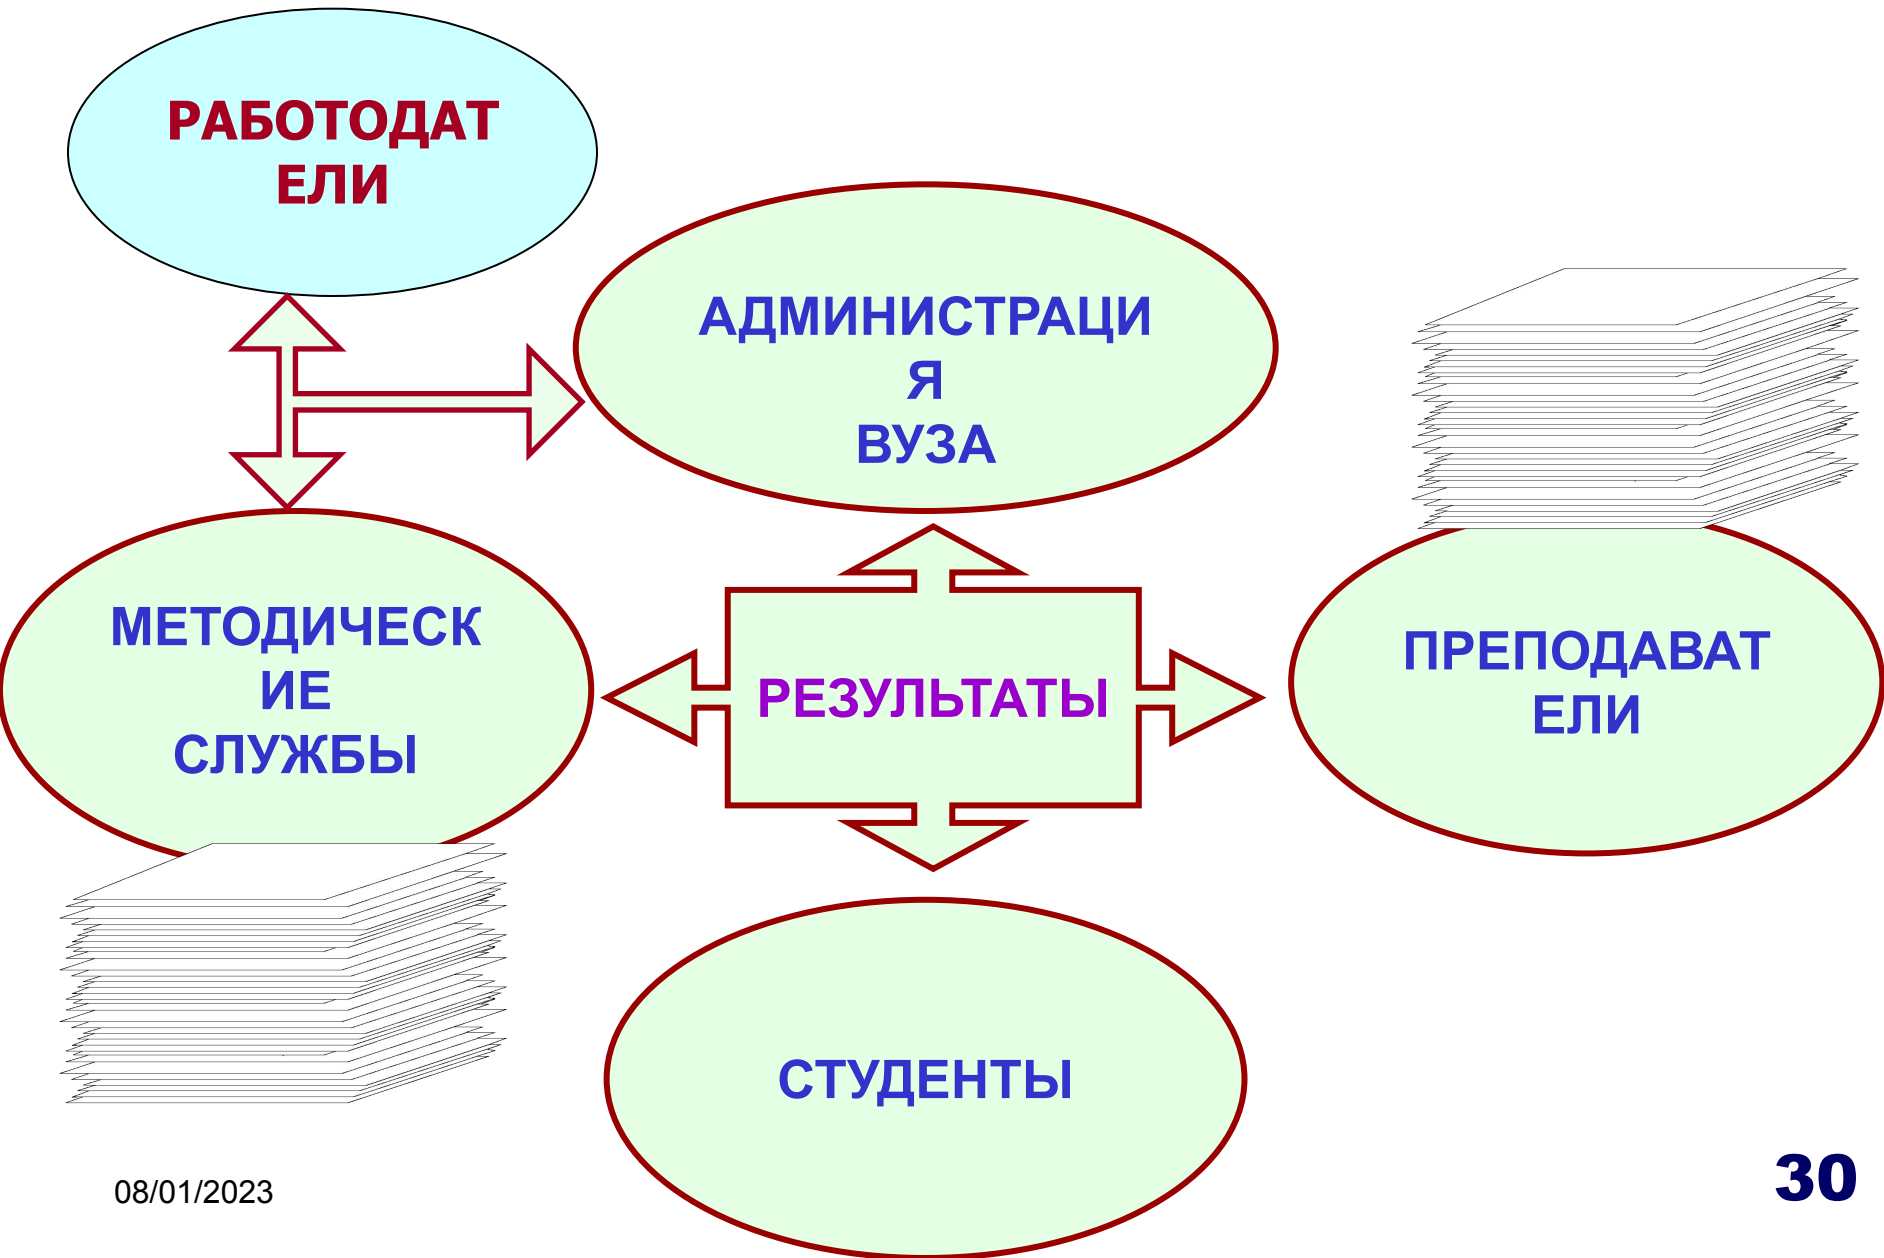 РАБОТОДАТ
ЕЛИ
АДМИНИСТРАЦИ
Я
ВУЗА
МЕТОДИЧЕСК
ИЕ
СЛУЖБЫ
РЕЗУЛЬТАТЫ
ПРЕПОДАВАТ
ЕЛИ
СТУДЕНТЫ
08/01/2023
30